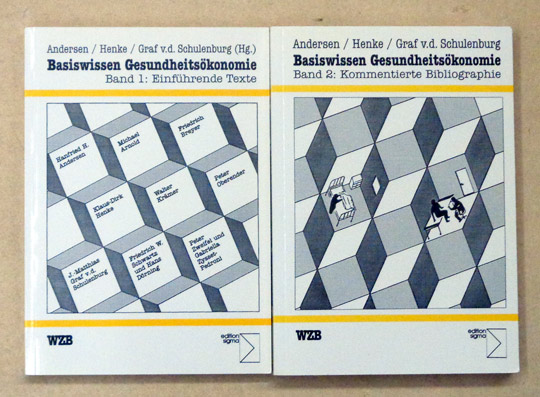 Andersen / Henke / Graf v.d. Schulenburg (Hg.)
Basiswissen Gesundheitsökonomie
Band 1: Einführende Texte
Hanfried H.
Andersen
Michael
Arnold
Friedrich
Breyer
Klaus-Dirk
Henke
Walter
Krämer
Peter
Oberender
J.-Matthias
Graf v.d.
Schulenburg
Friedrich W.
Schwartz
und Hans
Dörning
Peter
Zweifel und
Gabriella
Zysset-
Pedroni
WZB
edition
sigma
Andersen / Henke / Graf v.d. Schulenburg
Basiswissen Gesundheitsökonomie
Band 2: Kommentierte Bibliographie
WZB
edition
sigma